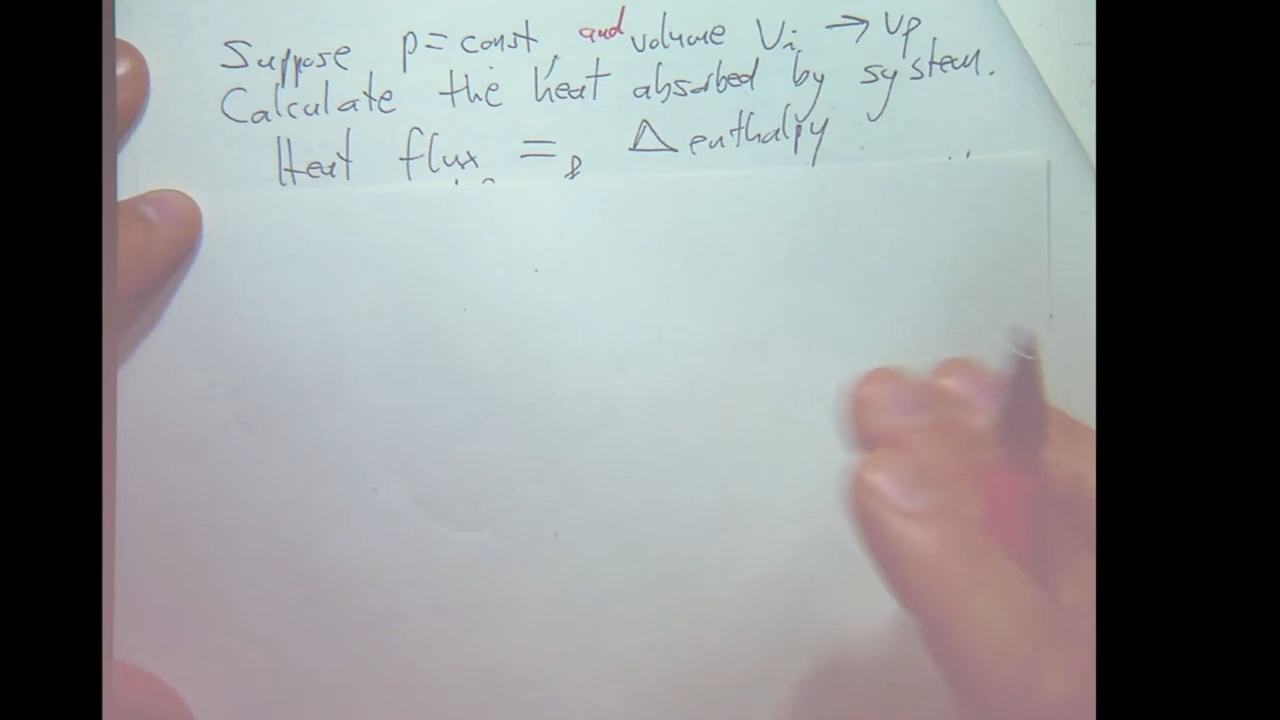 Suppose p = const, and volume Vi → Vf
Calculate the heat absorbed by system.
Heat flux = Δ enthalpy